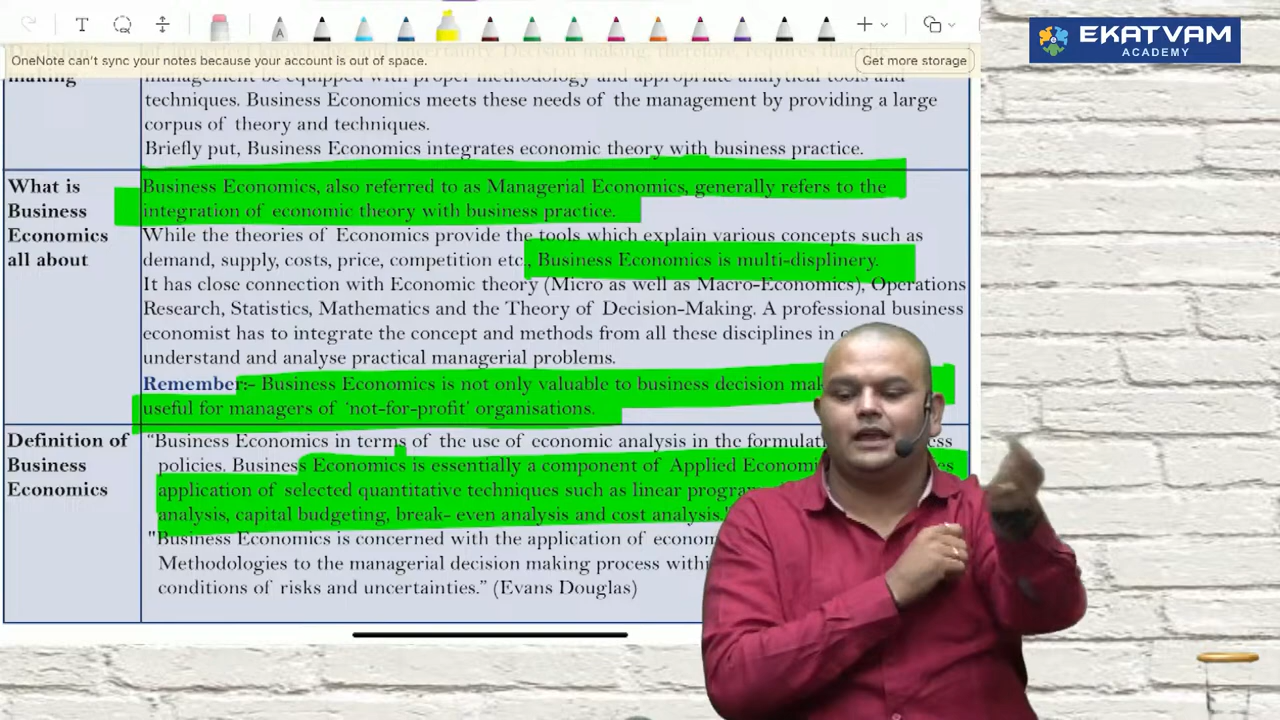 EKATVAM
ACADEMY
OneNote can't sync your notes because your account is out of space.
Get more storage
making
management be equipped with proper methodology and appropriate analytical tools and
techniques. Business Economics meets these needs of the management by providing a large
corpus of theory and techniques.
Briefly put, Business Economics integrates economic theory with business practice.
What is
Business
Economics
all about
Business Economics, also referred to as Managerial Economics, generally refers to the
integration of economic theory with business practice.
While the theories of Economics provide the tools which explain various concepts such as
demand, supply, costs, price, competition etc., Business Economics is multi-displinery.
It has close connection with Economic theory (Micro as well as Macro-Economics), Operations
Research, Statistics, Mathematics and the Theory of Decision-Making. A professional business
economist has to integrate the concept and methods from all these disciplines in
understand and analyse practical managerial problems.
Remember:- Business Economics is not only valuable to business decision
useful for managers of 'not-for-profit' organisations.
Definition of
Business
Economics
"Business Economics in terms of the use of economic analysis in the
policies. Business Economics is essentially a component of Applied
application of selected quantitative techniques such as linear
analysis, capital budgeting, break- even analysis and cost analysis."
"Business Economics is concerned with the application of
Methodologies to the managerial decision making process
conditions of risks and uncertainties." (Evans Douglas)